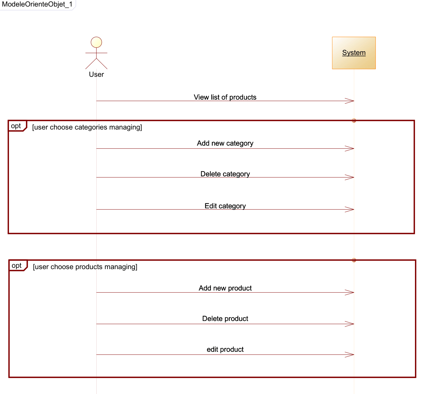 ModeleOrienteObjet_1
User
System
View list of products
opt
[user choose categories managing]
Add new category
Delete category
Edit category
opt
[user choose products managing]
Add new product
Delete product
edit product